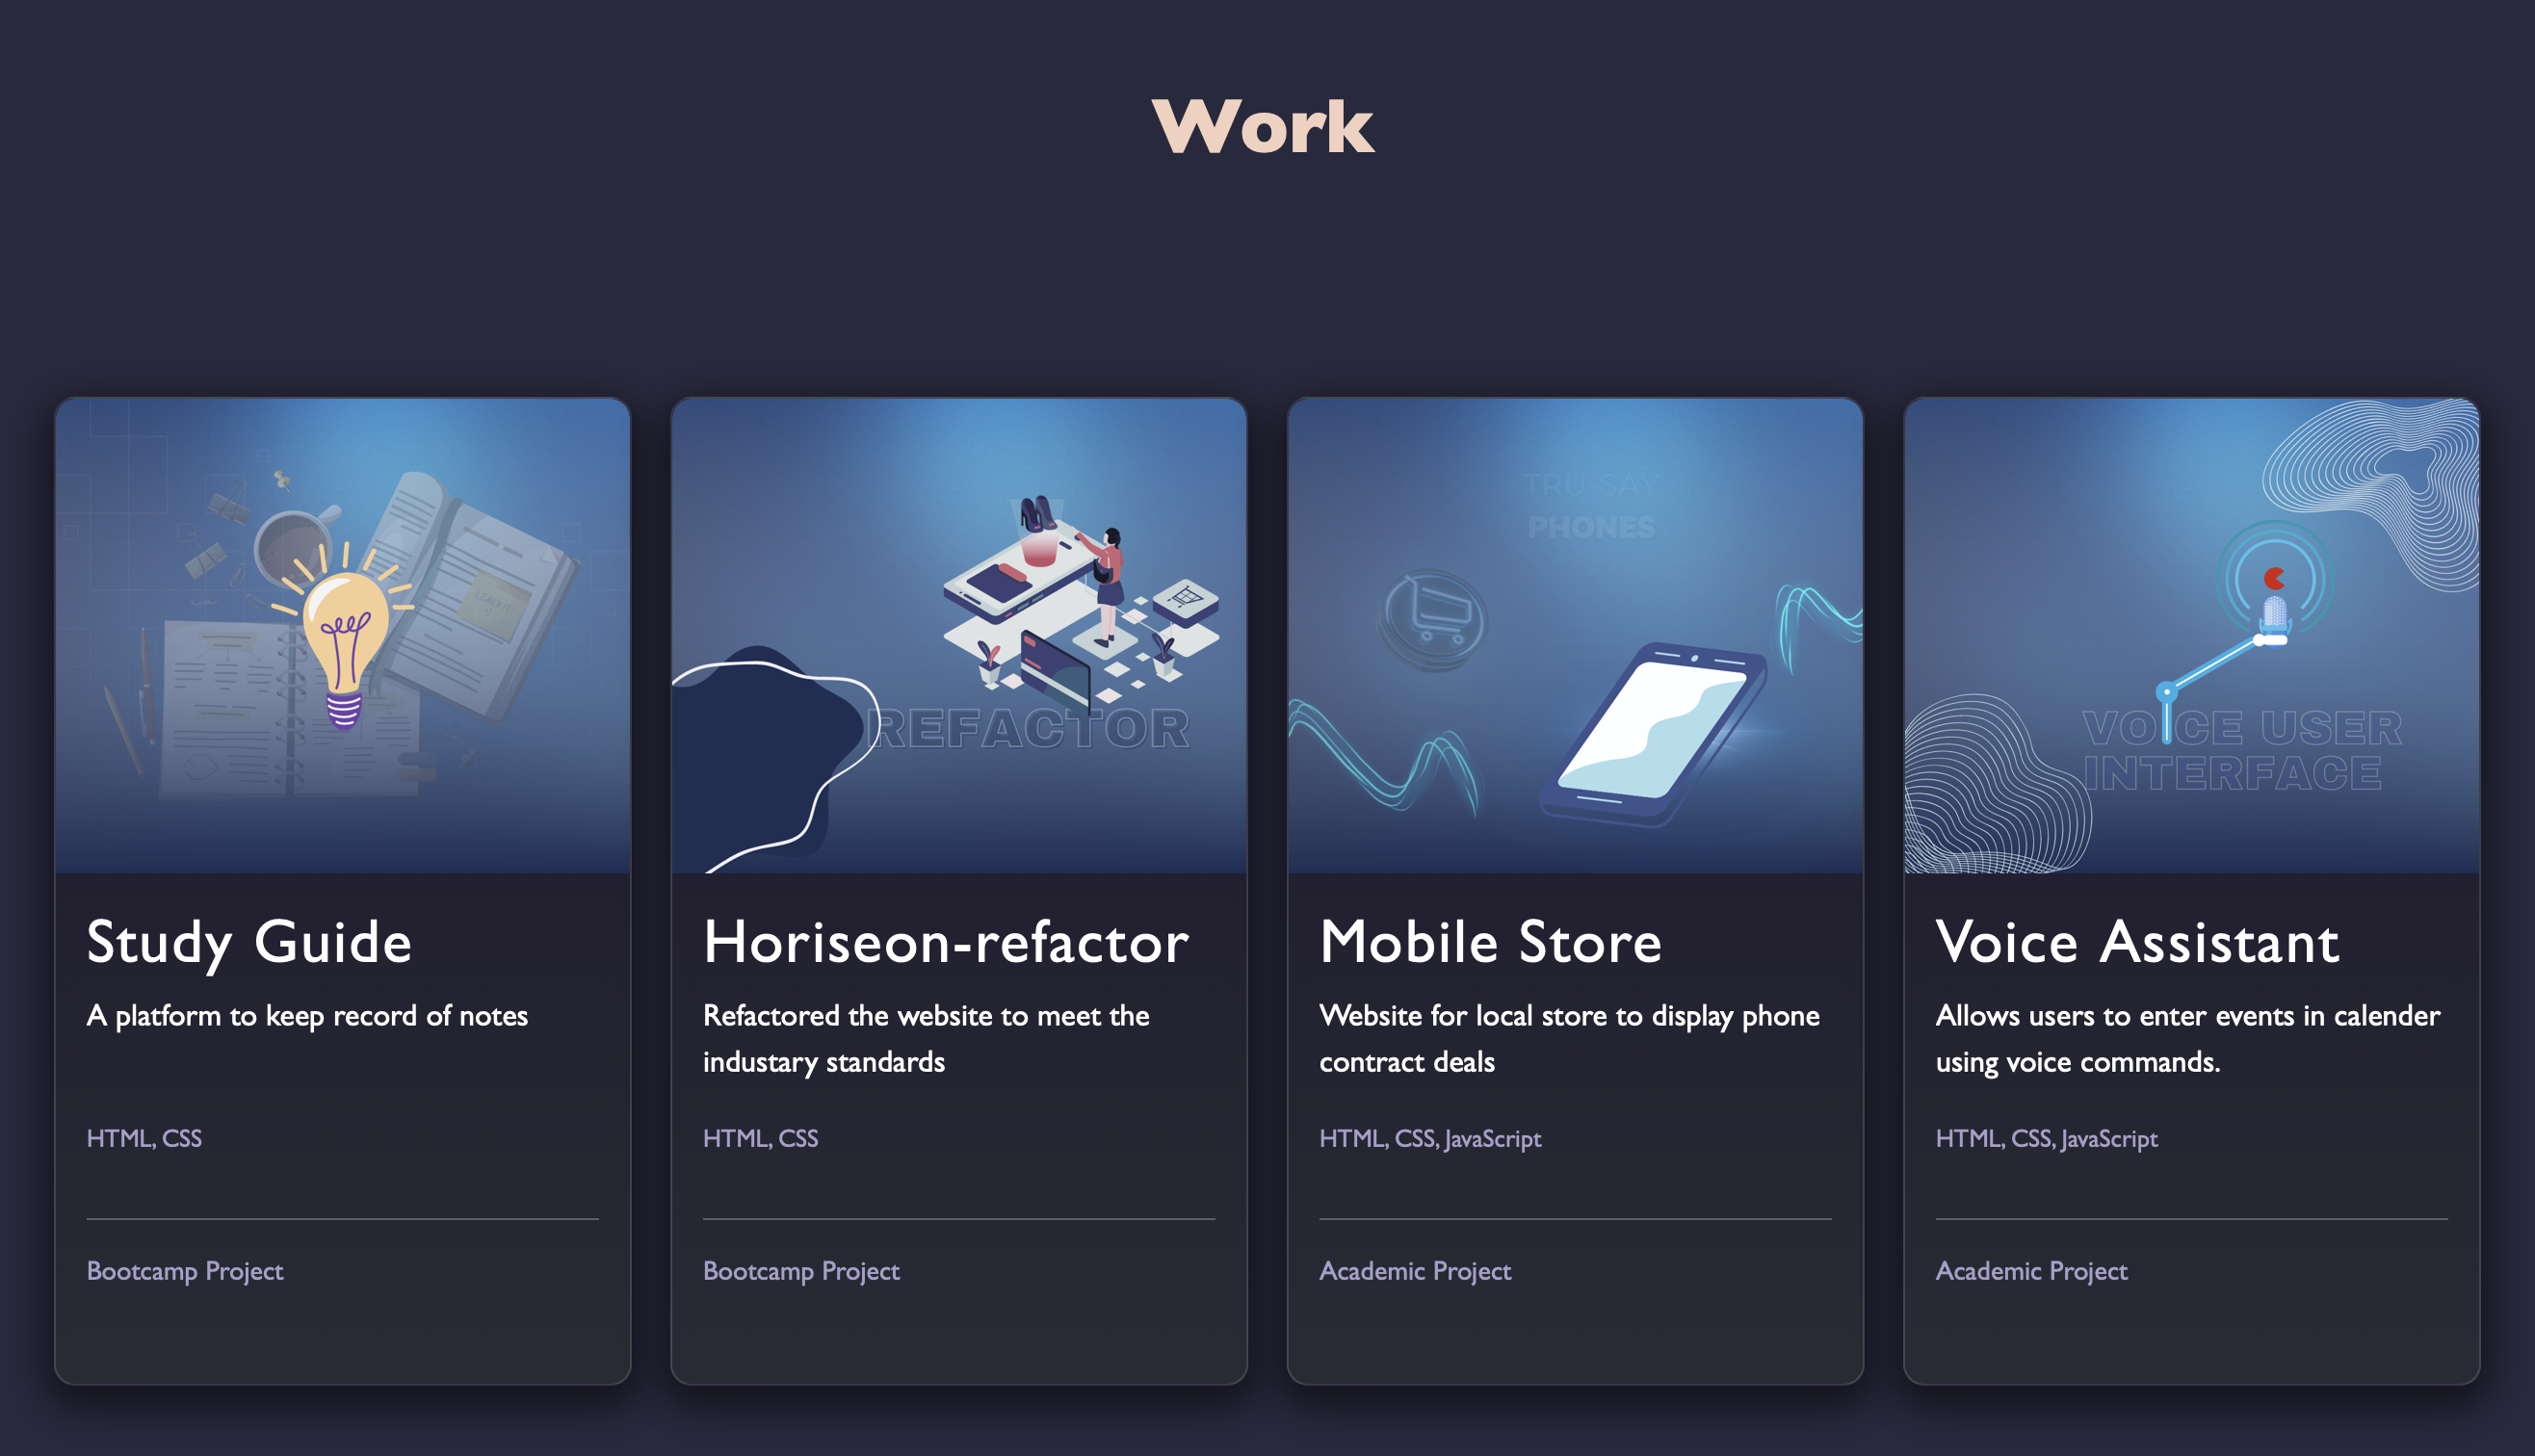 Work
LEARN IT!
REFACTOR
TRU-SAY
PHONES
VOICE USER
INTERFACE
Study Guide
A platform to keep record of notes
HTML, CSS
Bootcamp Project
Horiseon-refactor
Refactored the website to meet the
industary standards
HTML, CSS
Bootcamp Project
Mobile Store
Website for local store to display phone
contract deals
HTML, CSS, JavaScript
Academic Project
Voice Assistant
Allows users to enter events in calender
using voice commands.
HTML, CSS, JavaScript
Academic Project